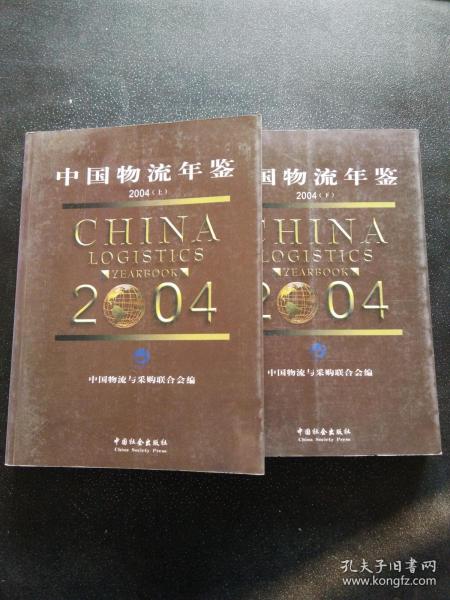 中国物流年鉴
2004（上）
CHINA
LOGISTICS
YEARBOOK
2004
中国物流与采购联合会编
中国社会出版社
China Society Press
国物流年鉴
2004（下）
CHINA
LOGISTICS
YEARBOOK
2004
中国物流与采购联合会编
中国社会出版社
China Society Press
孔夫子旧书网
www.kongfz.com